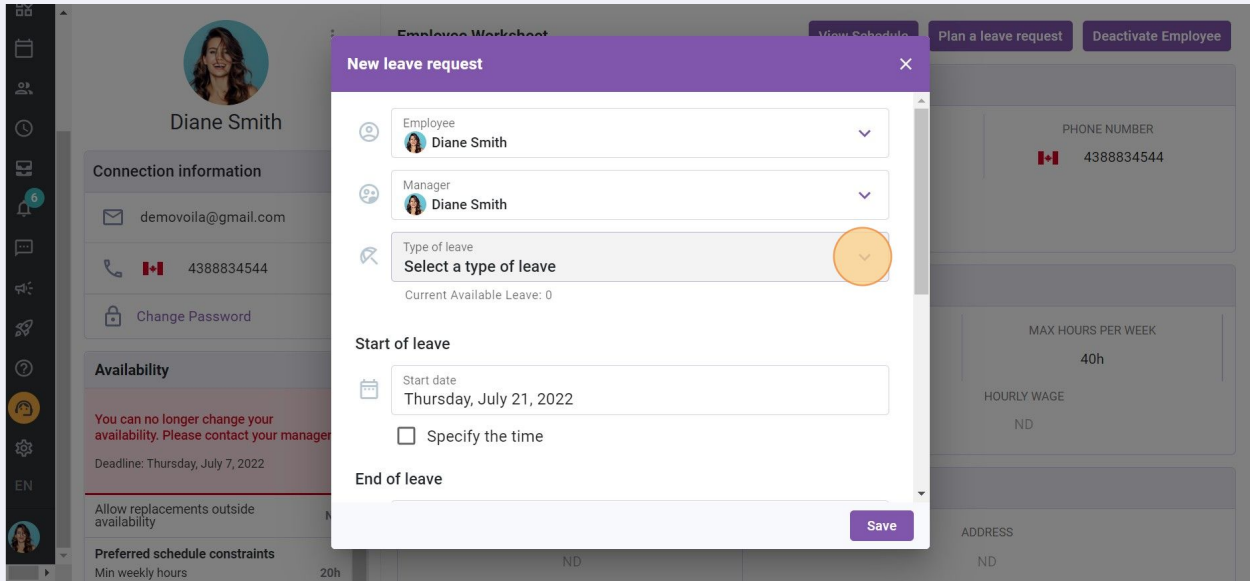 Employee Worksheet
View Schedule
Plan a leave request
Deactivate Employee
New leave request
Diane Smith
Connection information
demovoila@gmail.com
4388834544
Change Password
Availability
You can no longer change your
availability. Please contact your manager
Deadline: Thursday, July 7, 2022
Allow replacements outside
availability
N
Preferred schedule constraints
Min weekly hours
20h
6
EN
Employee
Diane Smith
Manager
Diane Smith
Type of leave
Select a type of leave
Current Available Leave: 0
Start of leave
Start date
Thursday, July 21, 2022
Specify the time
End of leave
Save
PHONE NUMBER
4388834544
MAX HOURS PER WEEK
40h
HOURLY WAGE
ND
ADDRESS
ND
ND